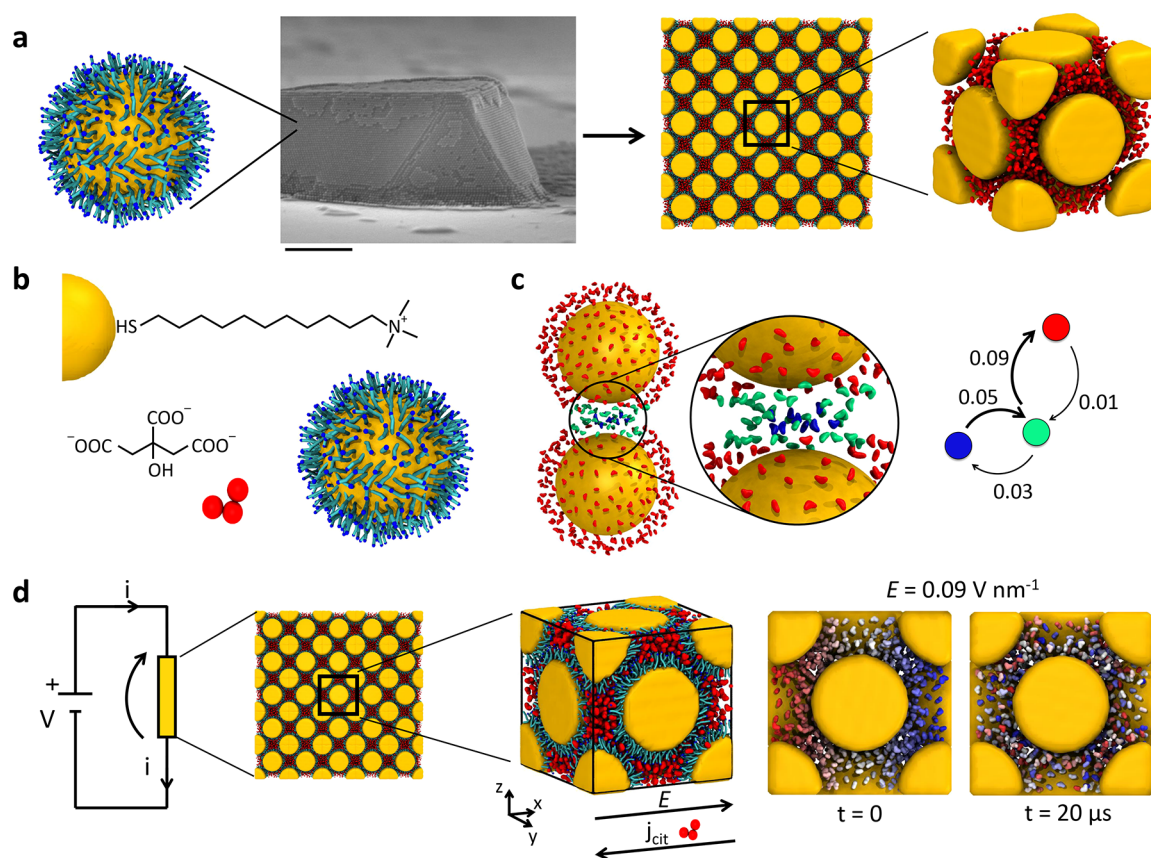 a
b
HS
N+
COO−
−OOC
COO−
OH
c
0.09
0.05
0.01
0.03
d
i
+
V
i
z
x
y
E
jcit
E = 0.09 V nm-1
t = 0
t = 20 μs